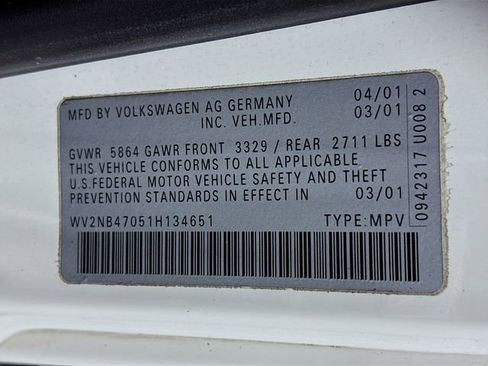 MFD BY VOLKSWAGEN AG GERMANY 04/01
INC. VEH.MFD. 03/01
GVWR 5864 GAWR FRONT 3329 / REAR 2711 LBS
THIS VEHICLE CONFORMS TO ALL APPLICABLE
U.S.FEDERAL MOTOR VEHICLE SAFETY AND THEFT
PREVENTION STANDARDS IN EFFECT IN 03/01
WV2NB47051H134651 TYPE:MPV
0942317 U008 2